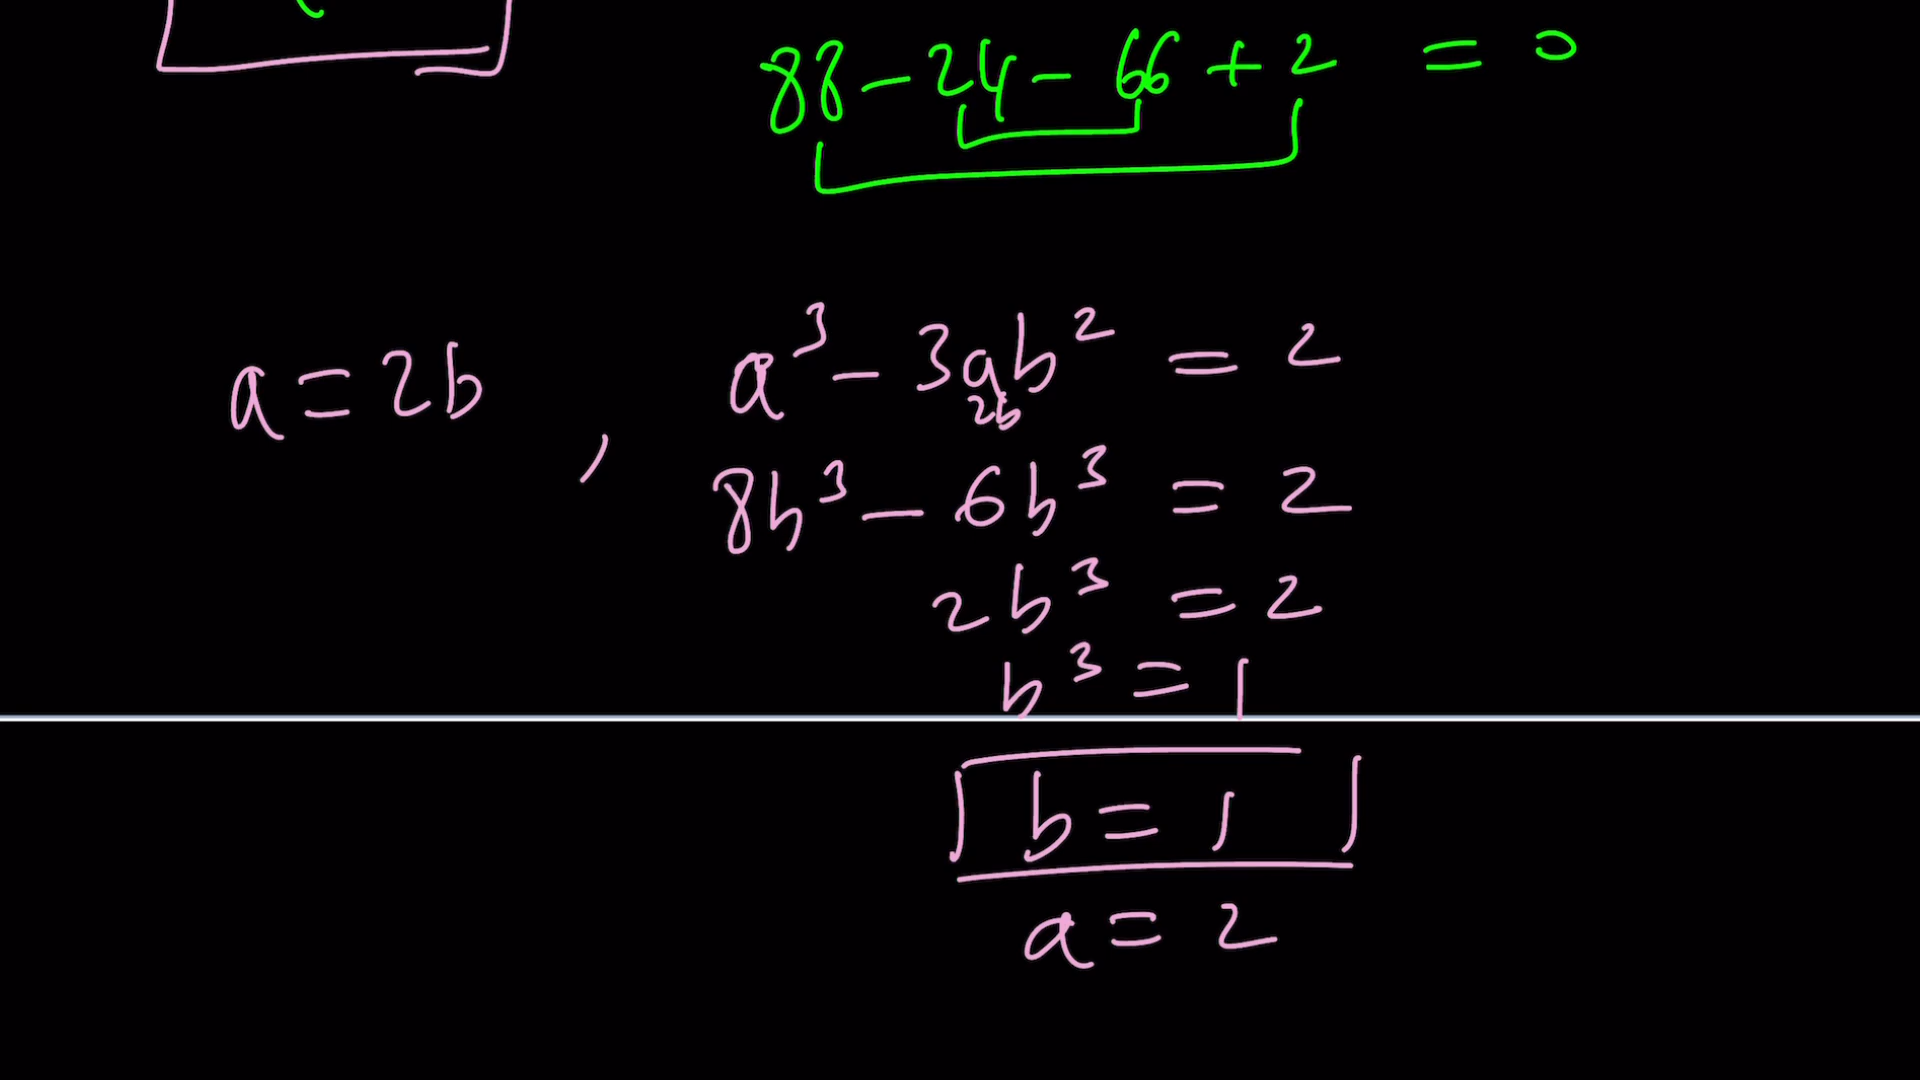 88 - 24 - 66 + 2 = 0
a = 2b , a³ - 3ab² = 2
2b
8b³ - 6b³ = 2
2b³ = 2
b³ = 1
b = 1
a = 2